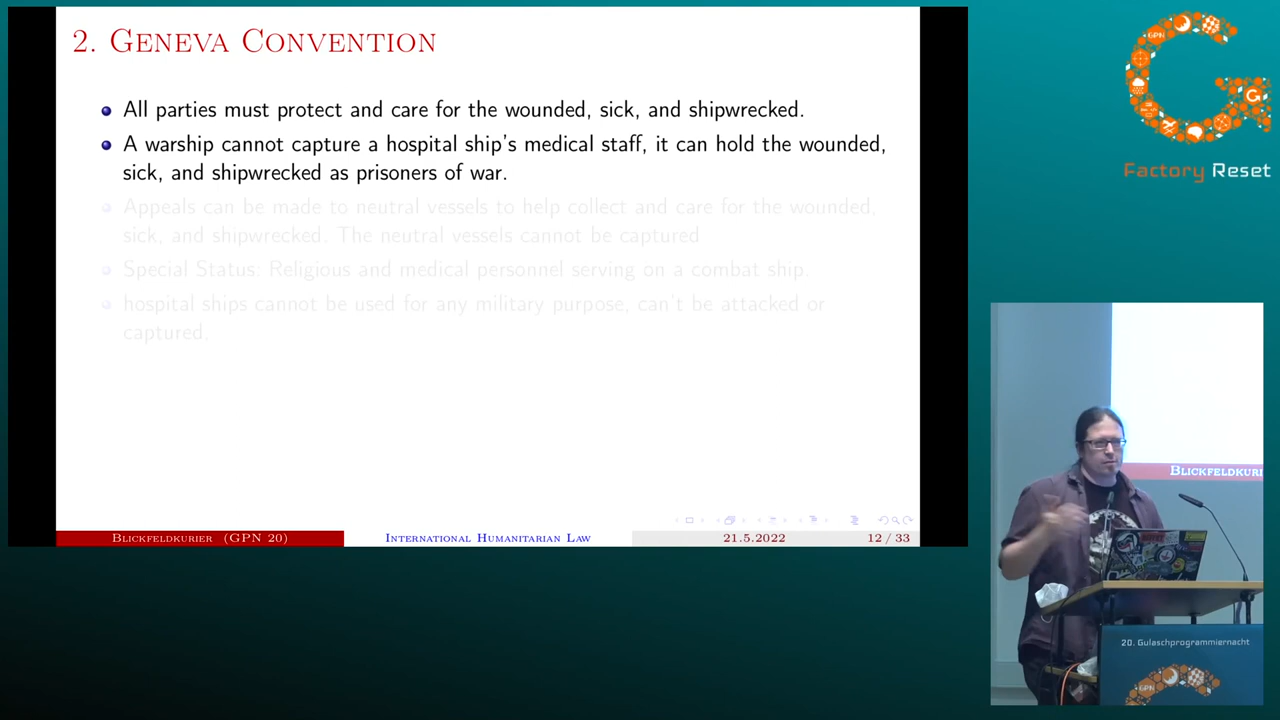 2. Geneva Convention
All parties must protect and care for the wounded, sick, and shipwrecked.
A warship cannot capture a hospital ship's medical staff, it can hold the wounded,
sick, and shipwrecked as prisoners of war.
Appeals can be made to neutral vessels to help collect and care for the wounded,
sick, and shipwrecked. The neutral vessels cannot be captured
Special Status: Religious and medical personnel serving on a combat ship.
hospital ships cannot be used for any military purpose, can't be attacked or
captured.
Blickfeldkurier (GPN 20)
International Humanitarian Law
21.5.2022
12 / 33
GPN
G
Factory Reset
Blickfeldkuri
20. Gulaschprogrammiernacht
GPN